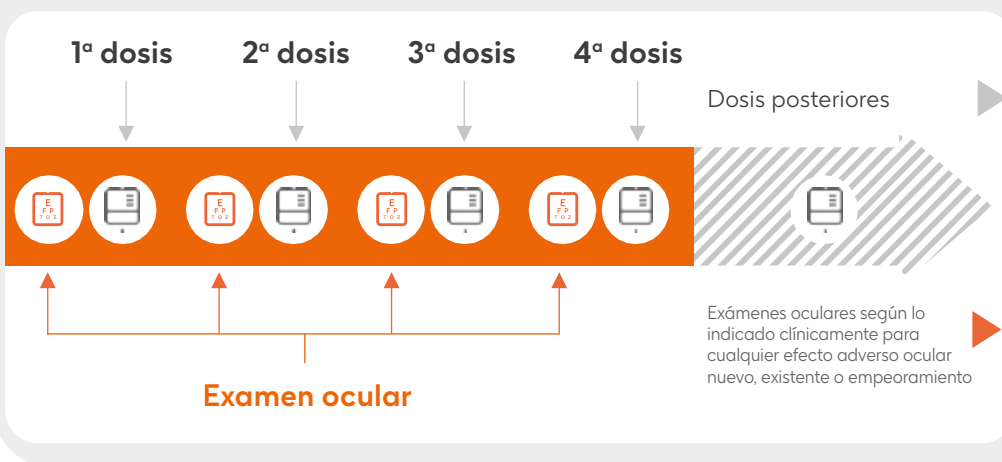 1ª dosis
2ª dosis
3ª dosis
4ª dosis
Dosis posteriores
E
F P
T O Z
E
F P
T O Z
E
F P
T O Z
E
F P
T O Z
Exámenes oculares según lo
indicado clínicamente para
cualquier efecto adverso ocular
nuevo, existente o empeoramiento
Examen ocular